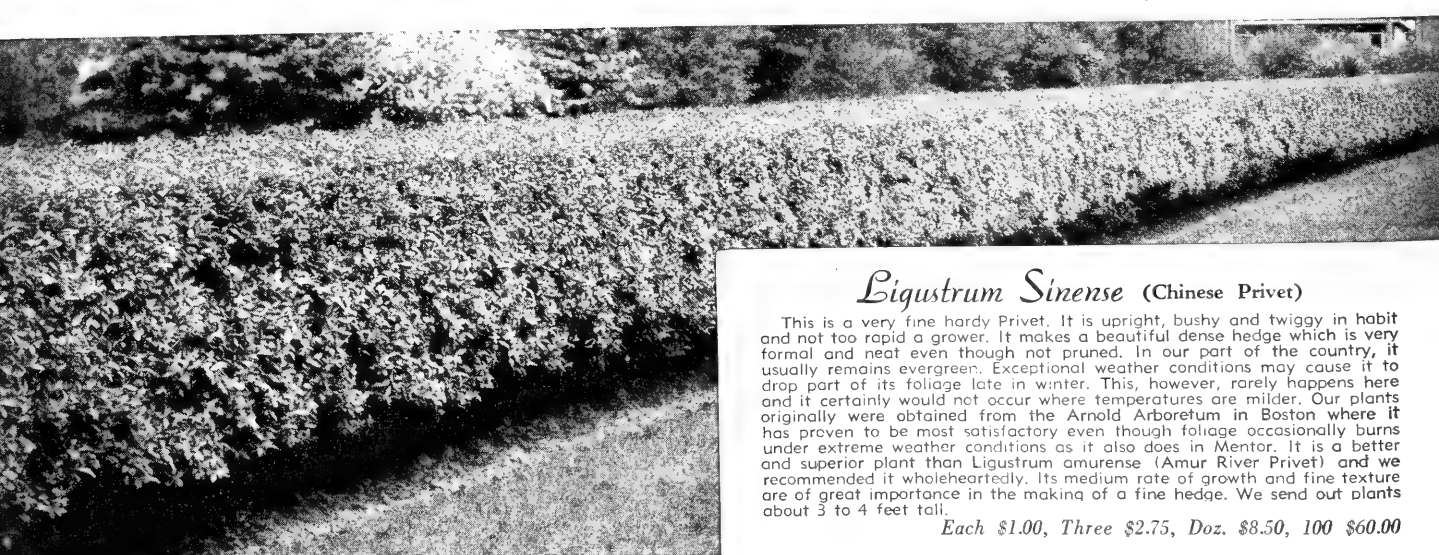 Ligustrum Sinense (Chinese Privet)
This is a very fine hardy Privet. It is upright, bushy and twiggy in habit
and not too rapid a grower. It makes a beautiful dense hedge which is very
formal and neat even though not pruned. In our part of the country, it
usually remains evergreen. Exceptional weather conditions may cause it to
drop part of its foliage late in winter. This, however, rarely happens here
and it certainly would not occur where temperatures are milder. Our plants
originally were obtained from the Arnold Arboretum in Boston where it
has proven to be most satisfactory even though foliage occasionally burns
under extreme weather conditions as it also does in Mentor. It is a better
and superior plant than Ligustrum amurense (Amur River Privet) and we
recommended it wholeheartedly. Its medium rate of growth and fine texture
are of great importance in the making of a fine hedge. We send out plants
about 3 to 4 feet tall.
Each $1.00, Three $2.75, Doz. $8.50, 100 $60.00